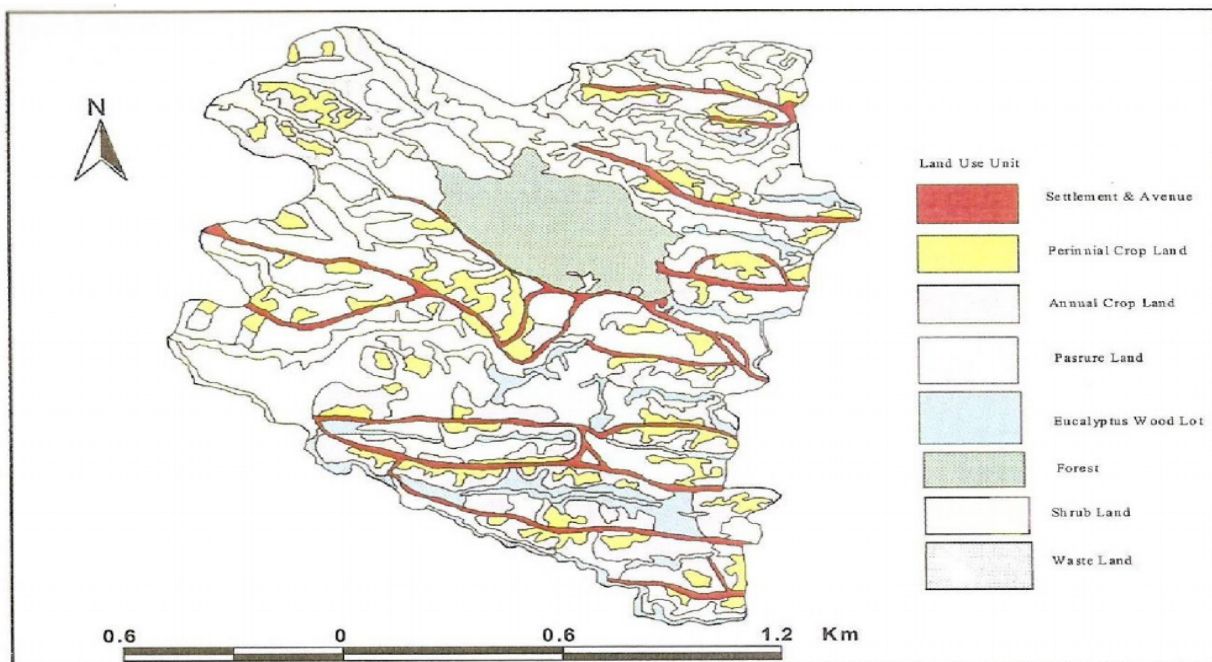 N
Land Use Unit
Settlement & Avenue
Perinnial Crop Land
Annual Crop Land
Pasture Land
Eucalyptus Wood Lot
Forest
Shrub Land
Waste Land
0.6 0 0.6 1.2 Km